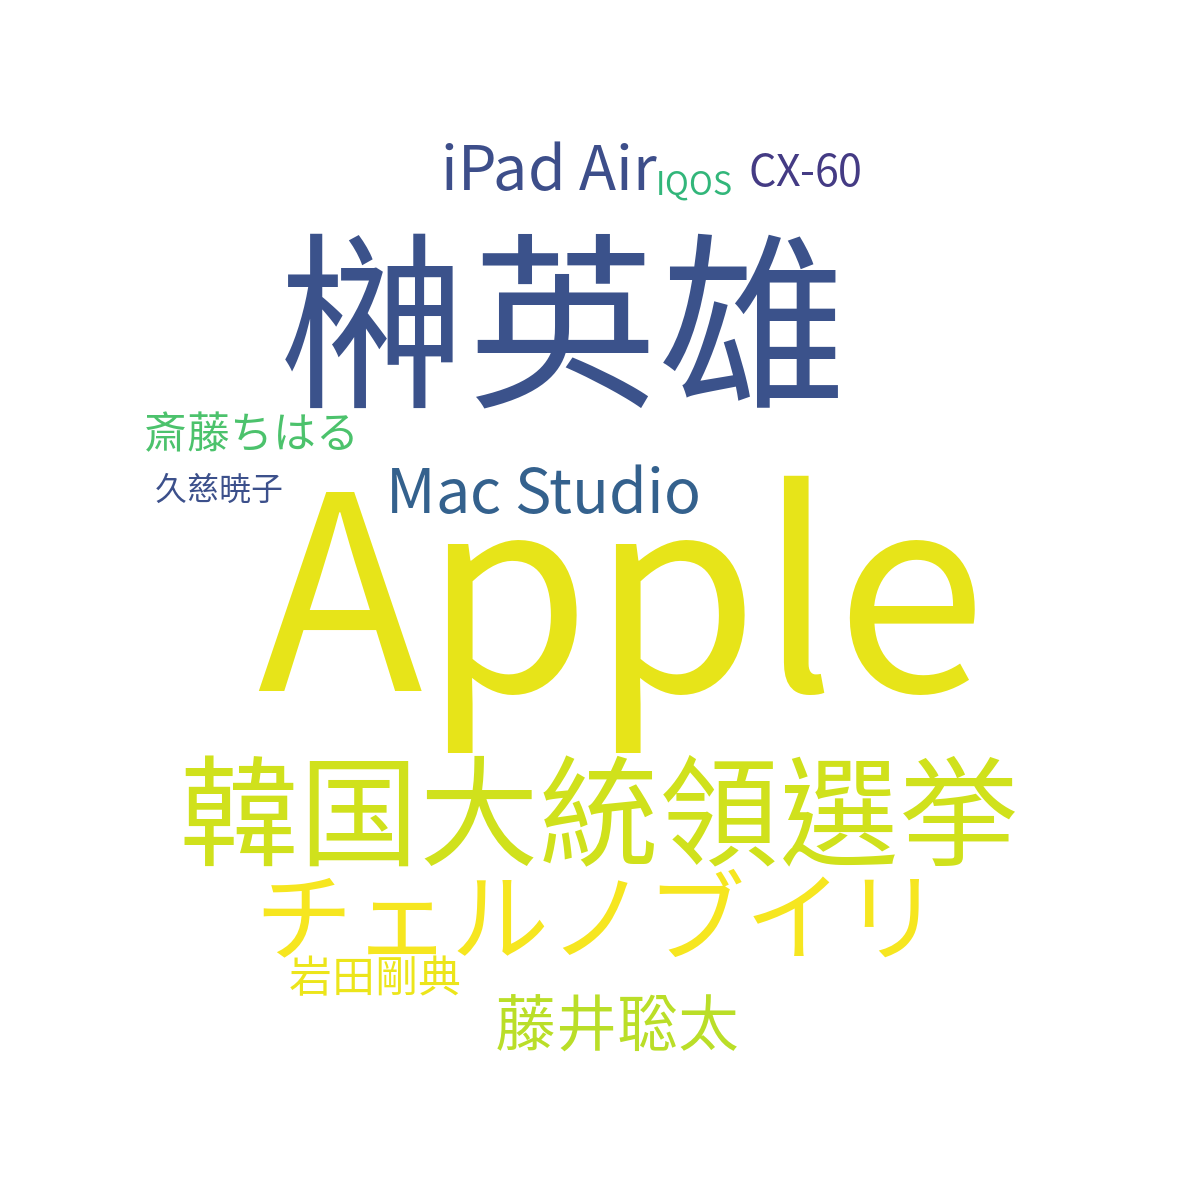 iPad Air
IQOS
CX-60
榊英雄
斎藤ちはる
久慈暁子
Mac Studio
Apple
韓国大統領選挙
チェルノブイリ
岩田剛典
藤井聡太